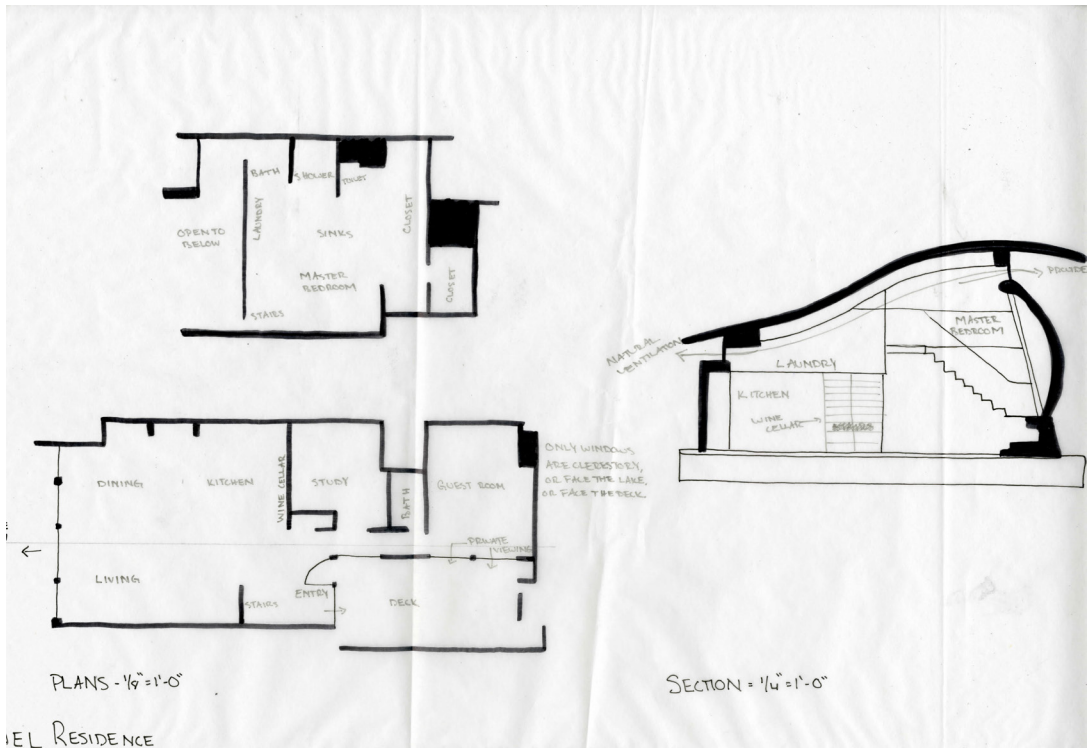 BATH
SHOWER
TOILET
LAUNDRY
CLOSET
OPEN TO
BELOW
SINKS
MASTER
BEDROOM
CLOSET
STAIRS
PROVIDE
MASTER
BEDROOM
NATURAL
VENTILATION
LAUNDRY
KITCHEN
WINE
CELLAR
STAIRS
ONLY WINDOWS
ARE CLERESTORY,
OR FACE THE LAKE,
OR FACE THE DECK
DINING
KITCHEN
WINE CELLAR
STUDY
BATH
GUEST ROOM
PRIVATE
VIEWING
LIVING
STAIRS
ENTRY
DECK
PLANS - 1/8" = 1'-0"
SECTION = 1/4" = 1'-0"
EL RESIDENCE